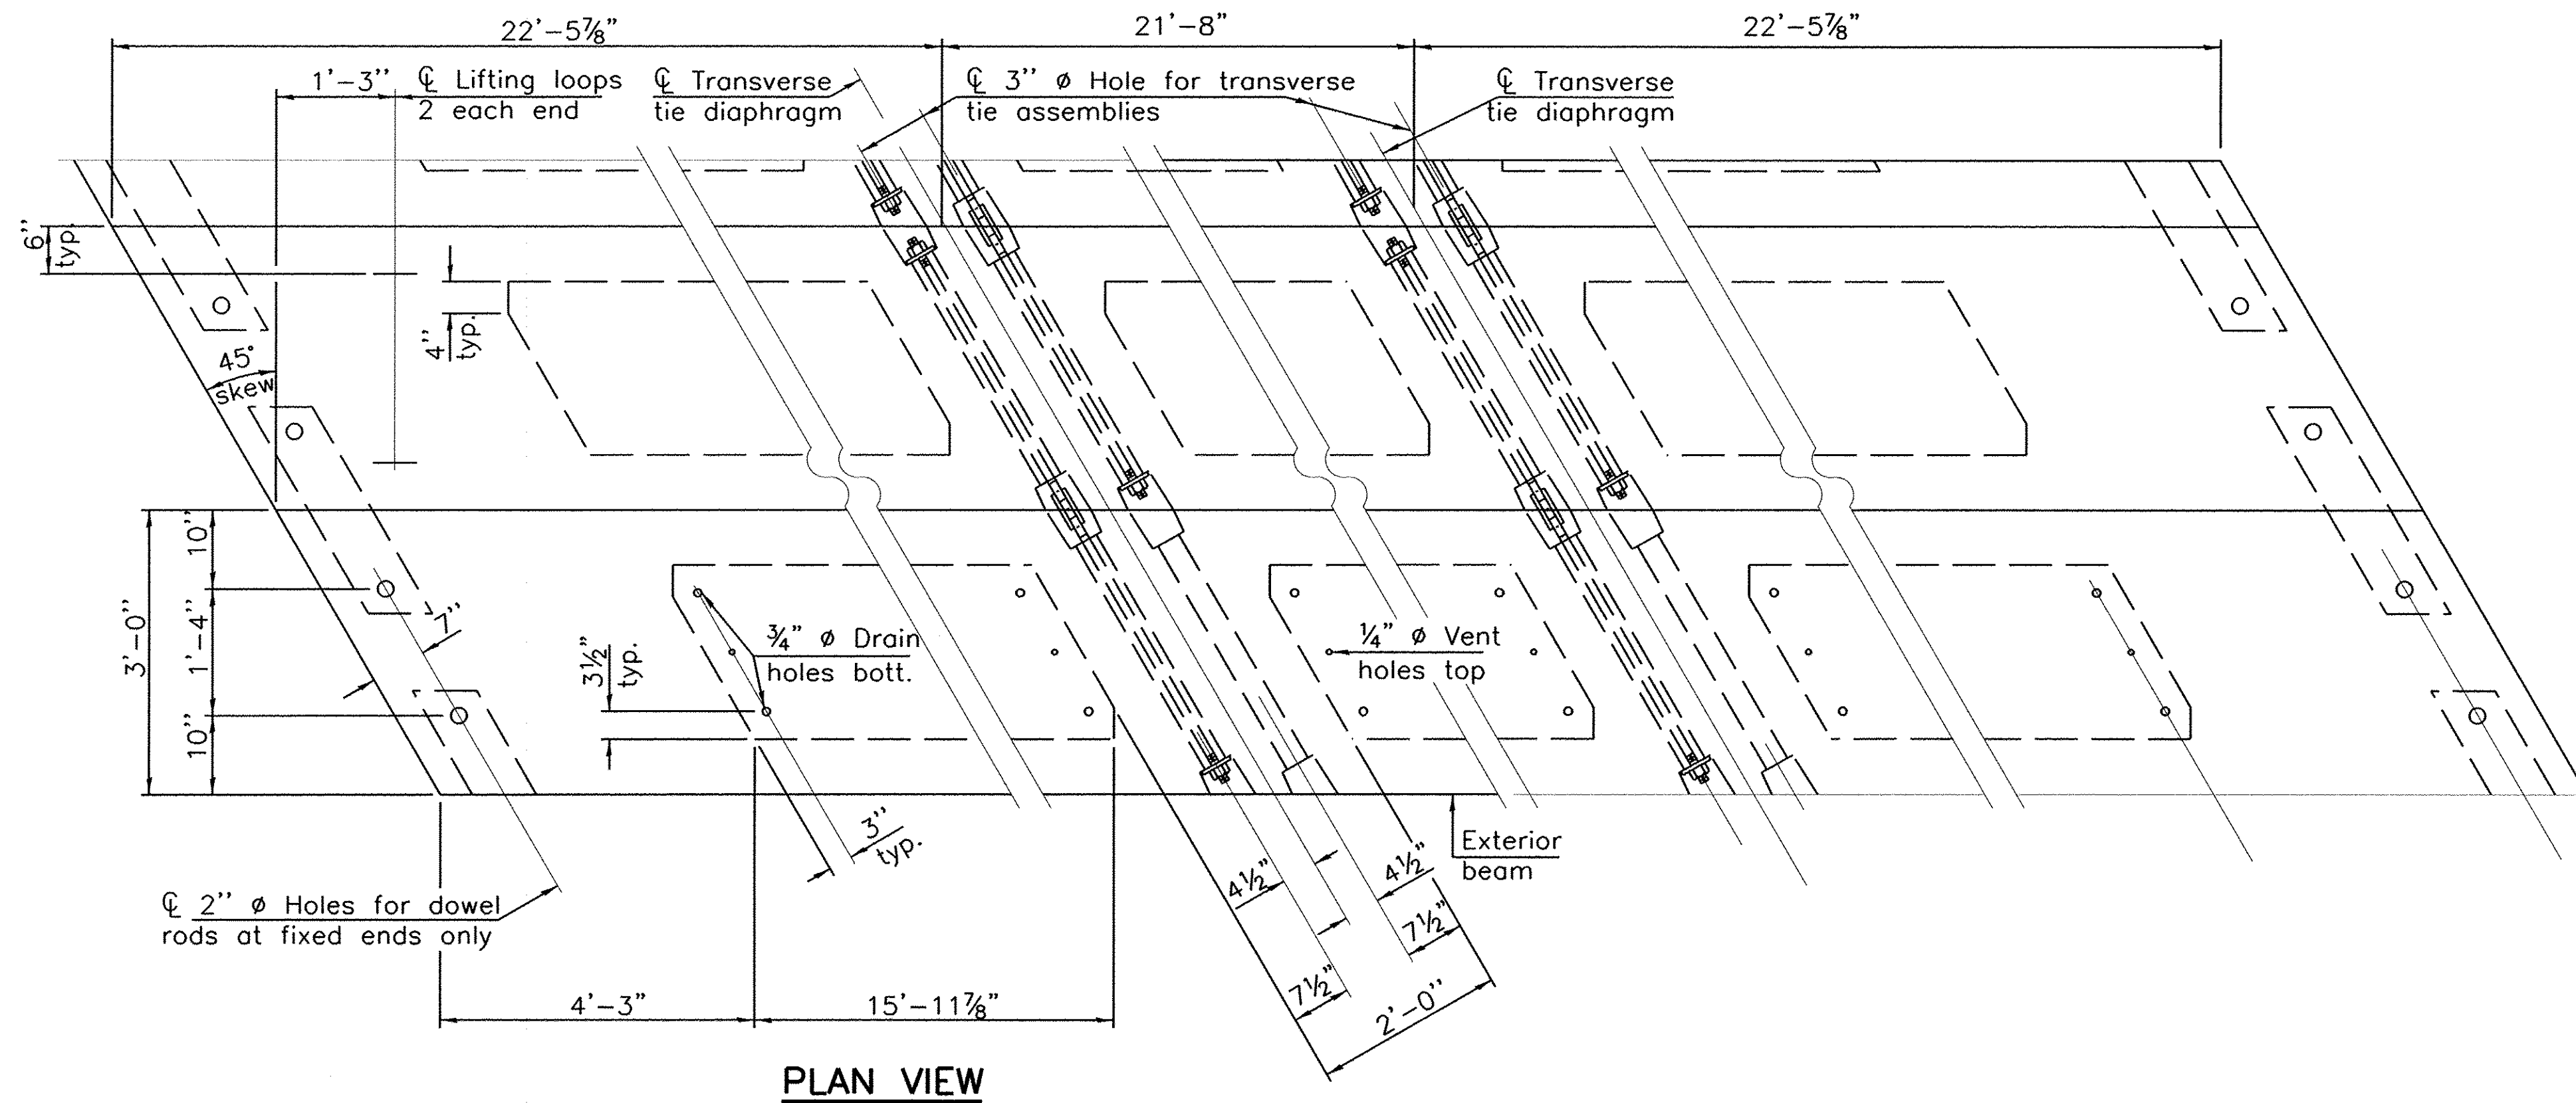 22'-5⅞" 21'-8" 22'-5⅞"
1'-3" ℄ Lifting loops
2 each end
℄ Transverse
tie diaphragm
℄ 3" ø Hole for transverse
tie assemblies
℄ Transverse
tie diaphragm
6"
typ.
4"
typ.
45°
skew
3'-0"
10"
1'-4"
10"
7"
3½"
typ.
¾" ø Drain
holes bott.
¼" ø Vent
holes top
3"
typ.
Exterior
beam
4½"
4½"
7½"
7½"
2'-0"
℄ 2" ø Holes for dowel
rods at fixed ends only
4'-3" 15'-11⅞"
PLAN VIEW